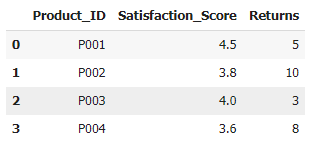 Product_ID Satisfaction_Score Returns
0 P001 4.5 5
1 P002 3.8 10
2 P003 4.0 3
3 P004 3.6 8